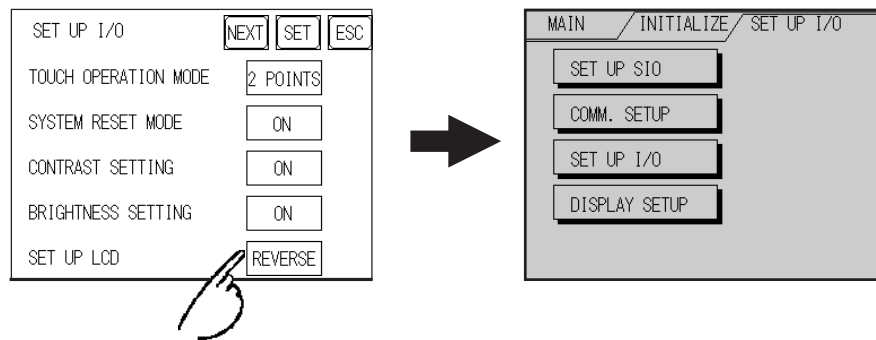 SET UP I/O NEXT SET ESC
TOUCH OPERATION MODE 2 POINTS
SYSTEM RESET MODE ON
CONTRAST SETTING ON
BRIGHTNESS SETTING ON
SET UP LCD REVERSE
MAIN INITIALIZE SET UP I/O
SET UP SIO
COMM. SETUP
SET UP I/O
DISPLAY SETUP